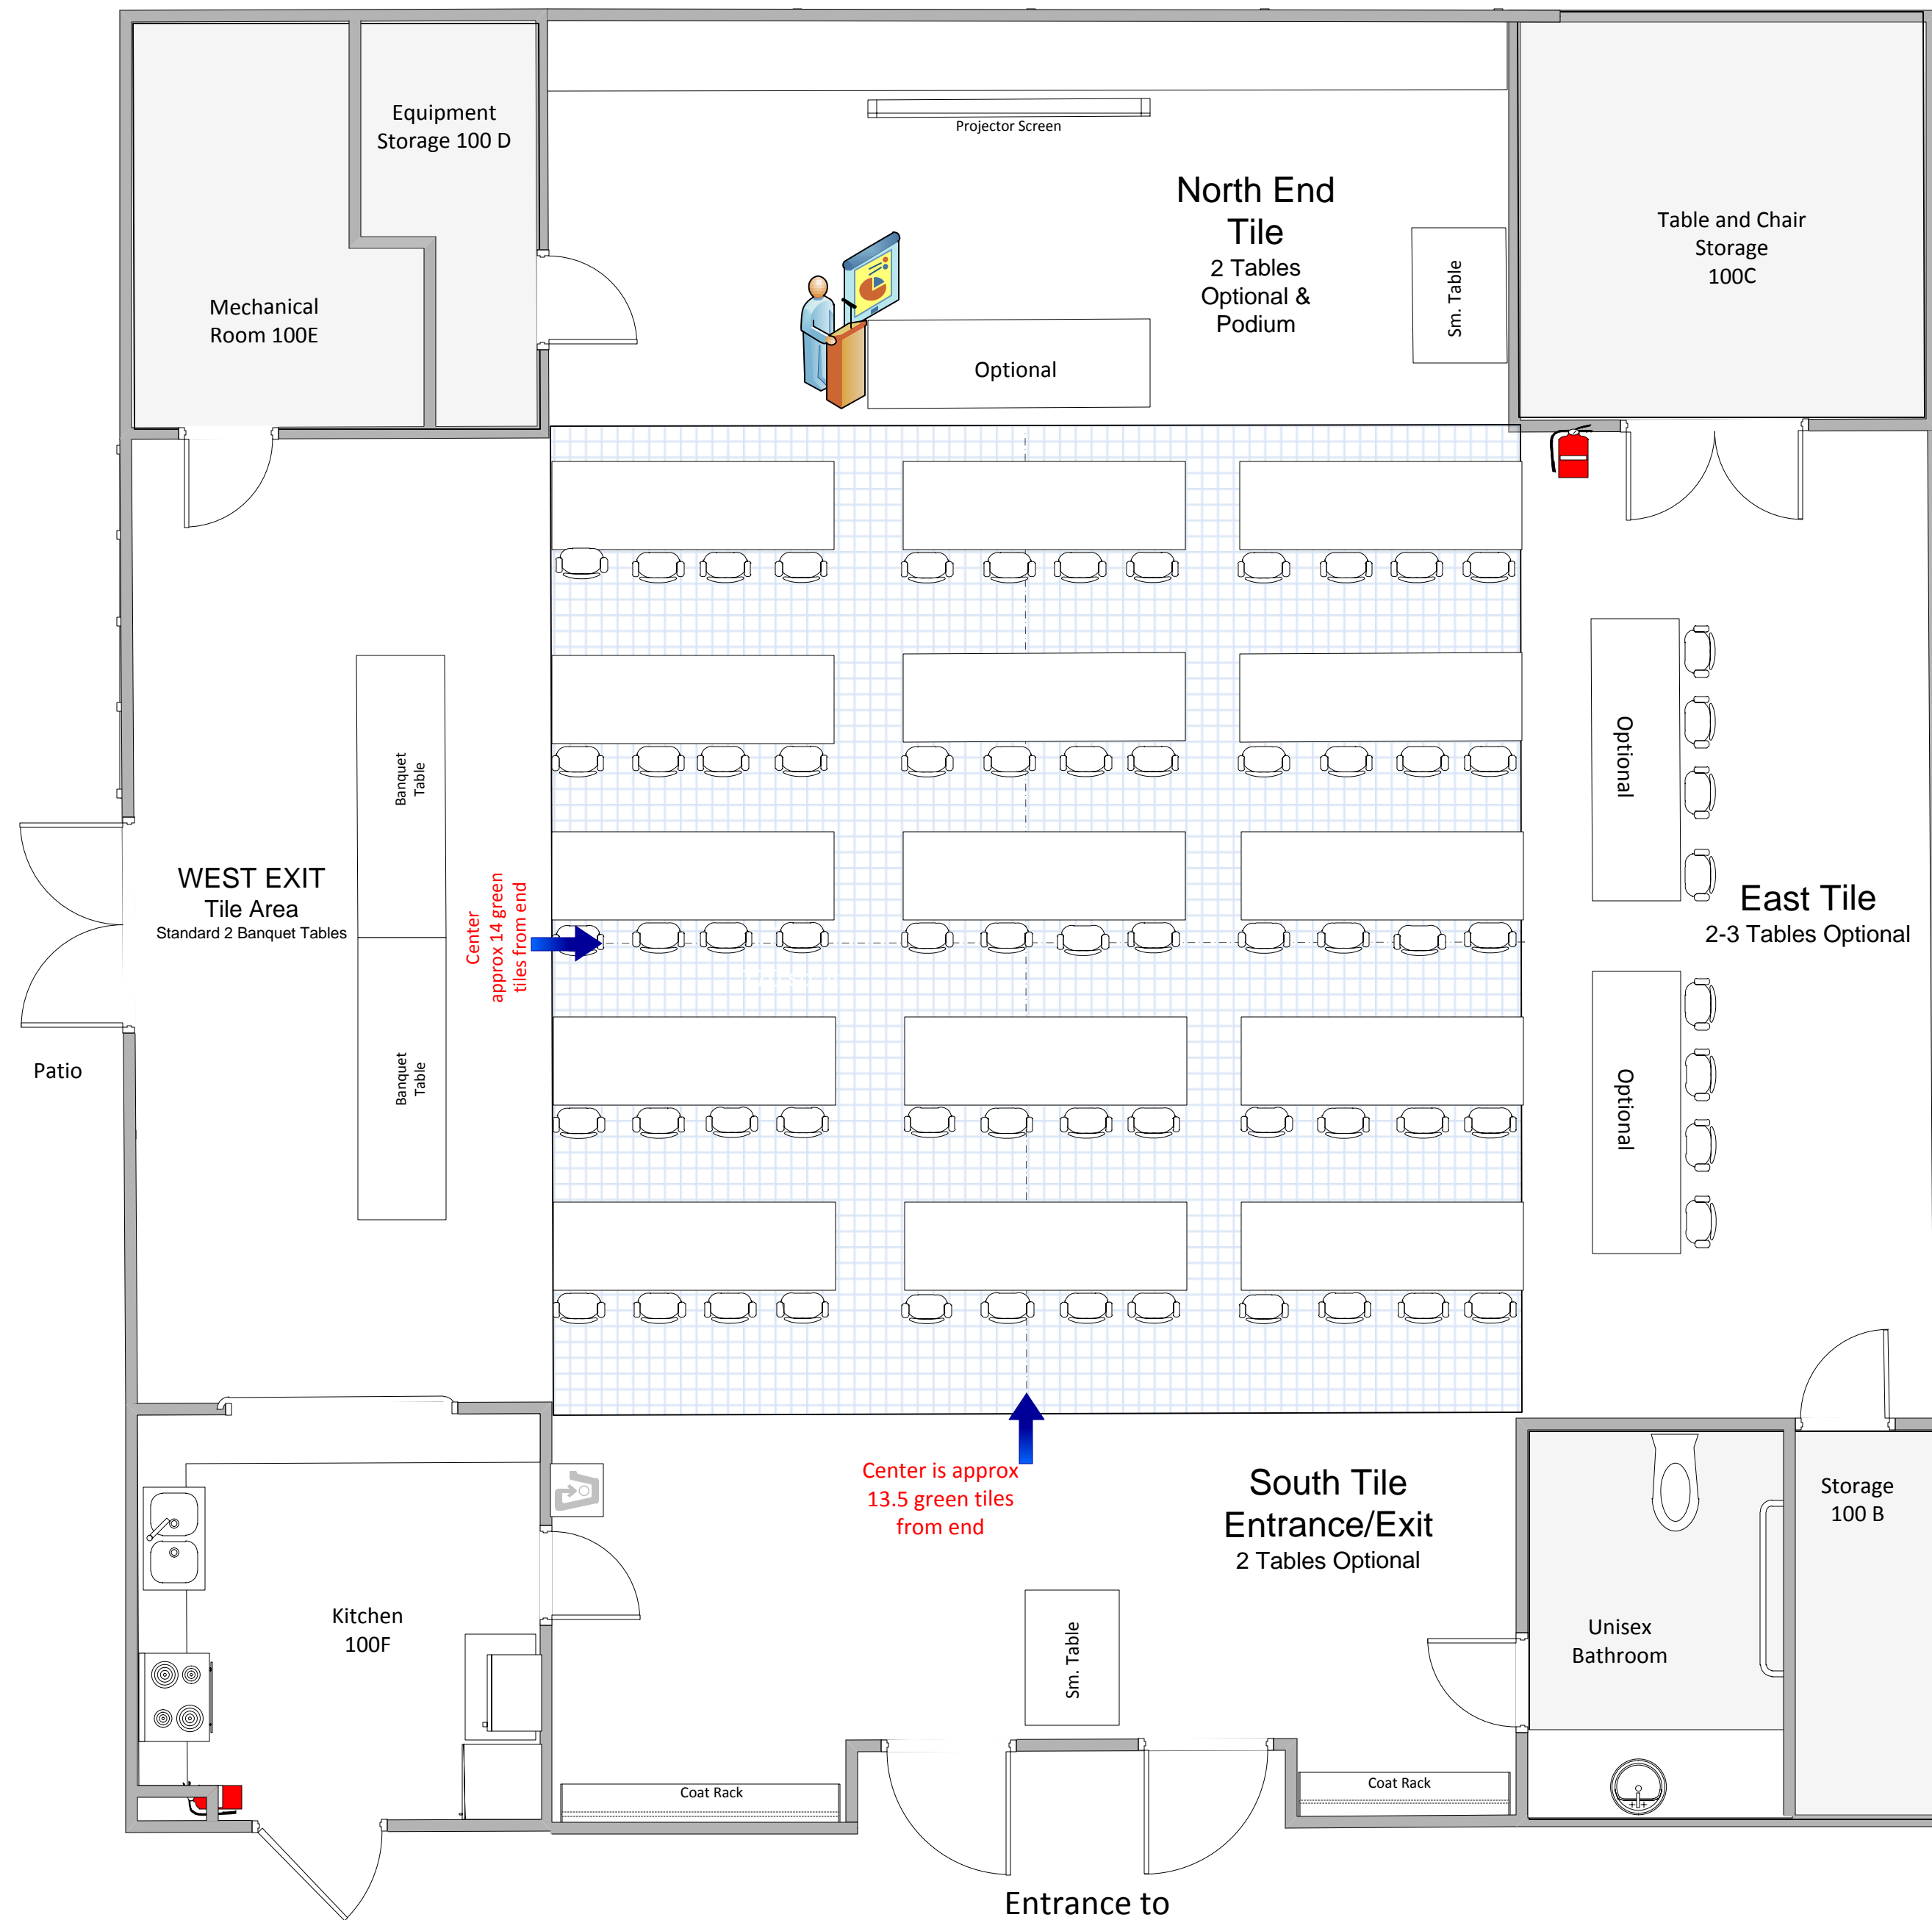 Equipment
Storage 100 D
Projector Screen
North End
Tile
2 Tables
Optional &
Podium
Sm. Table
Table and Chair
Storage
100C
Mechanical
Room 100E
Optional
Banquet
Table
Optional
WEST EXIT
Tile Area
Standard 2 Banquet Tables
Center
approx 14 green
tiles from end
East Tile
2-3 Tables Optional
Patio
Banquet
Table
Optional
Center is approx
13.5 green tiles
from end
South Tile
Entrance/Exit
2 Tables Optional
Storage
100 B
Kitchen
100F
Sm. Table
Unisex
Bathroom
Coat Rack
Coat Rack
Entrance to